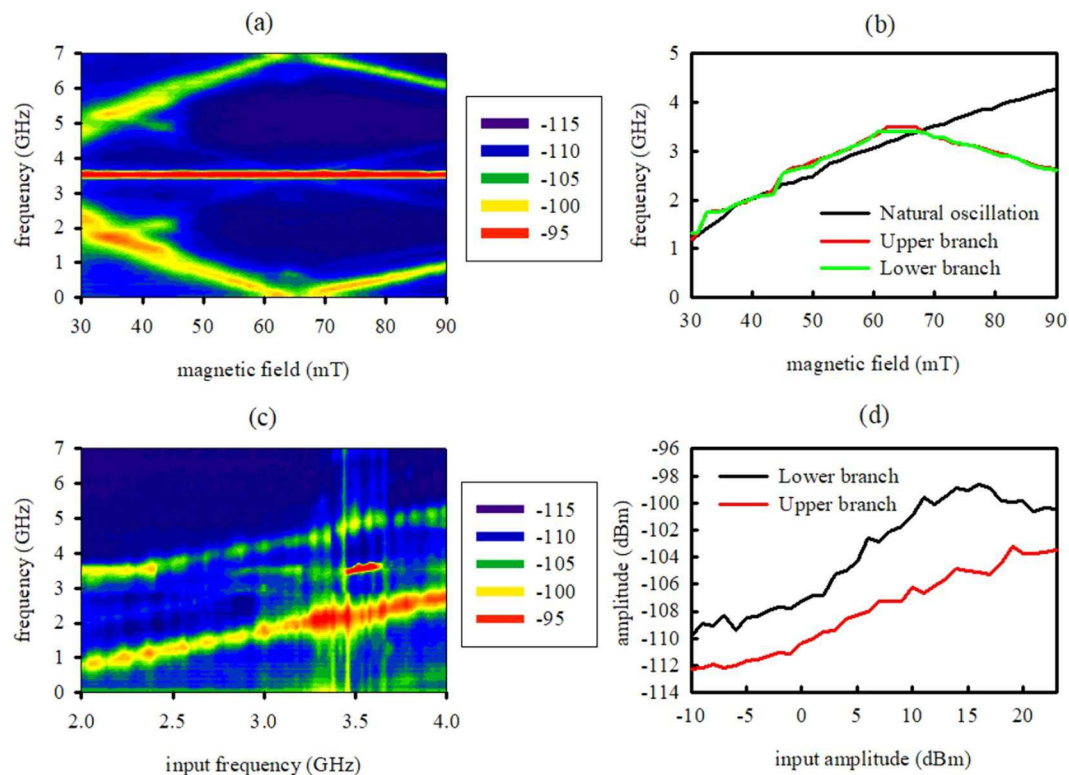 (a)
7
6
5
4
3
2
1
0
frequency (GHz)
30 40 50 60 70 80 90
magnetic field (mT)
-115
-110
-105
-100
-95
(b)
5
4
3
2
1
0
frequency (GHz)
Natural oscillation
Upper branch
Lower branch
30 40 50 60 70 80 90
magnetic field (mT)
(c)
7
6
5
4
3
2
1
0
frequency (GHz)
2.0 2.5 3.0 3.5 4.0
input frequency (GHz)
-115
-110
-105
-100
-95
(d)
-96
-98
-100
-102
-104
-106
-108
-110
-112
-114
amplitude (dBm)
Lower branch
Upper branch
-10 -5 0 5 10 15 20
input amplitude (dBm)